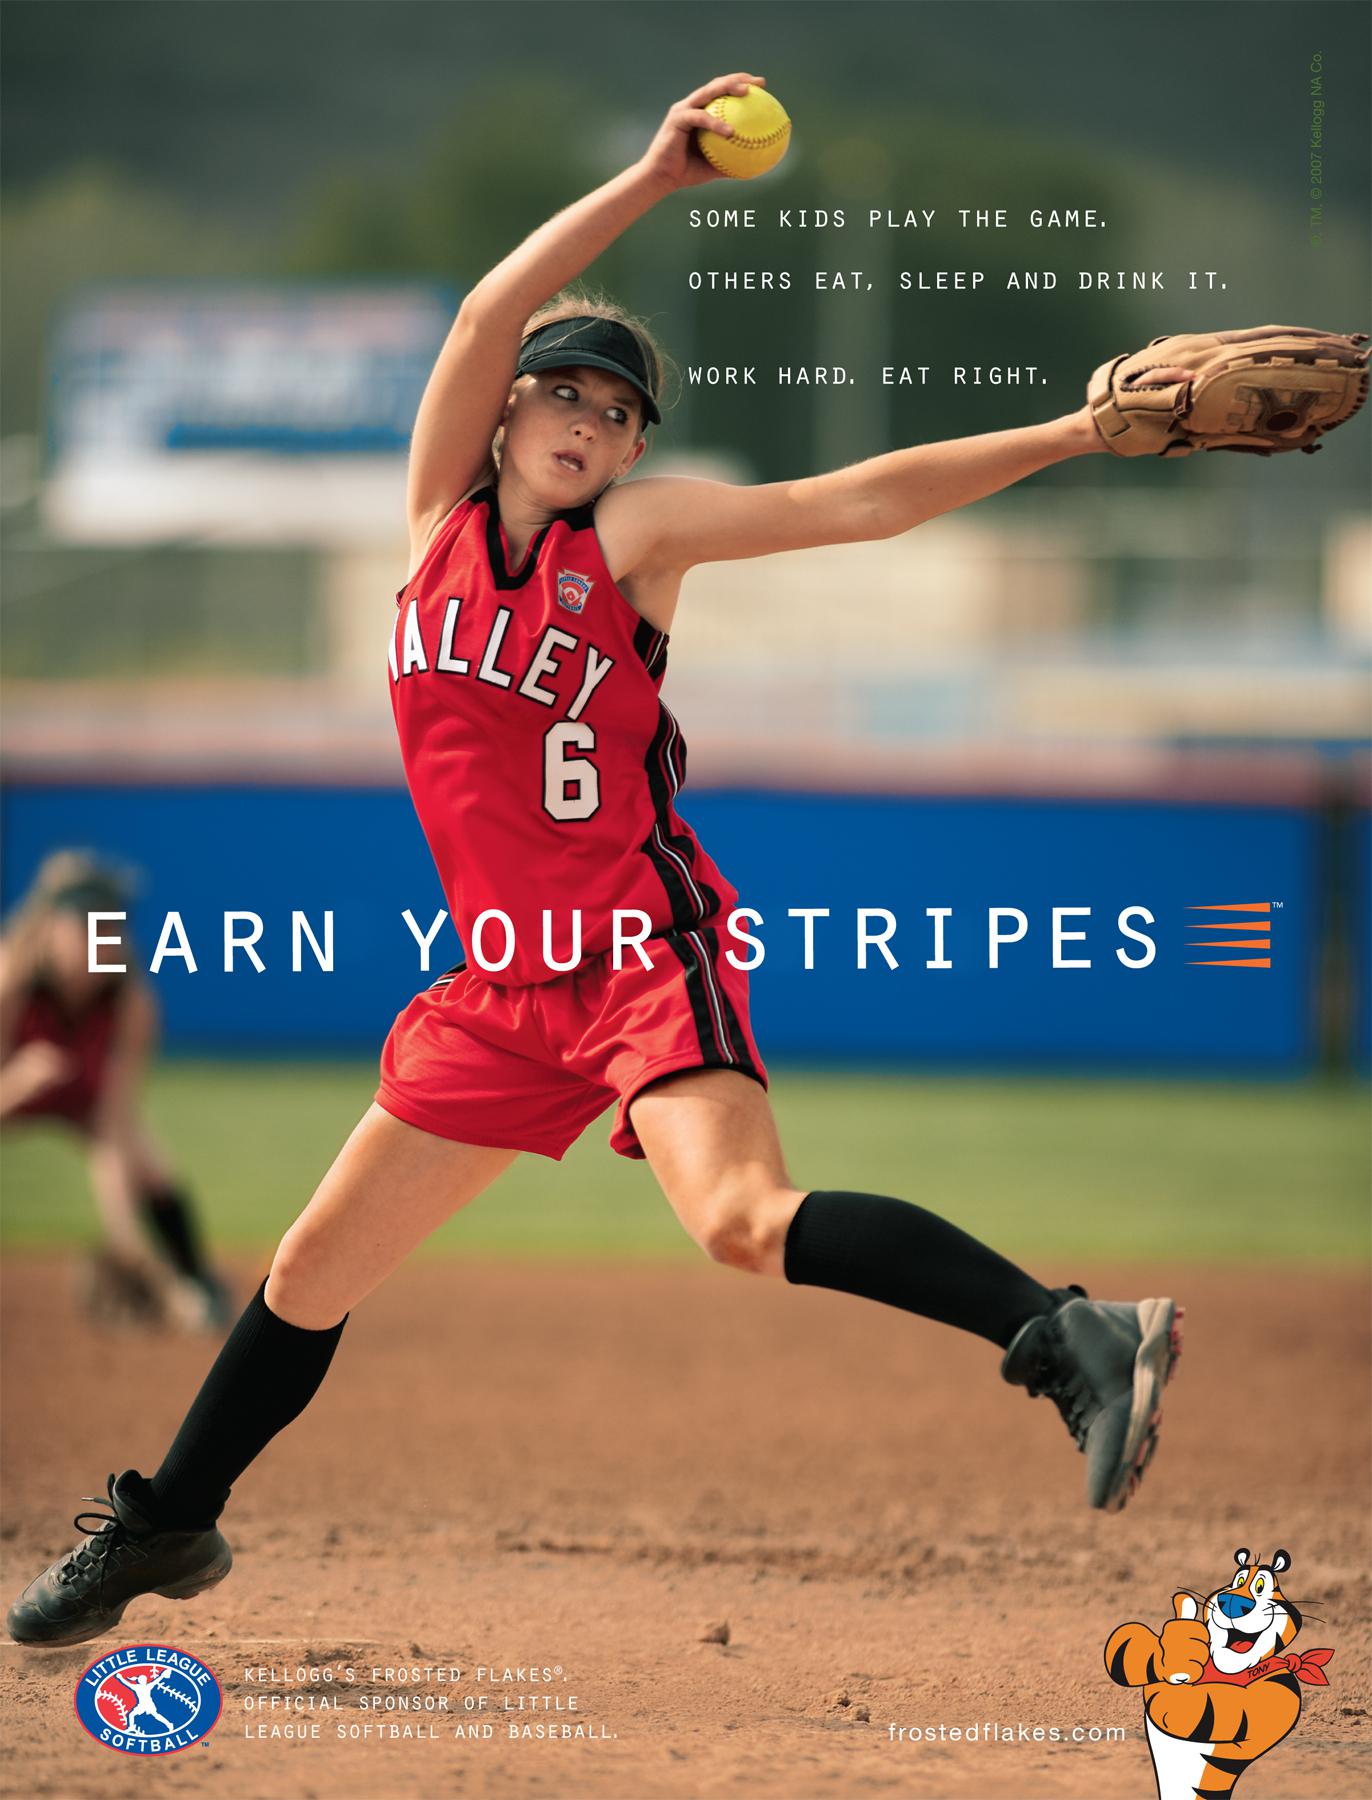 ®, TM, © 2007 Kellogg NA Co.
SOME KIDS PLAY THE GAME.
OTHERS EAT, SLEEP AND DRINK IT.
WORK HARD. EAT RIGHT.
VALLEY
6
EARN YOUR STRIPES™
LITTLE LEAGUE
SOFTBALL™
KELLOGG'S FROSTED FLAKES®.
OFFICIAL SPONSOR OF LITTLE
LEAGUE SOFTBALL AND BASEBALL.
frostedflakes.com
TONY